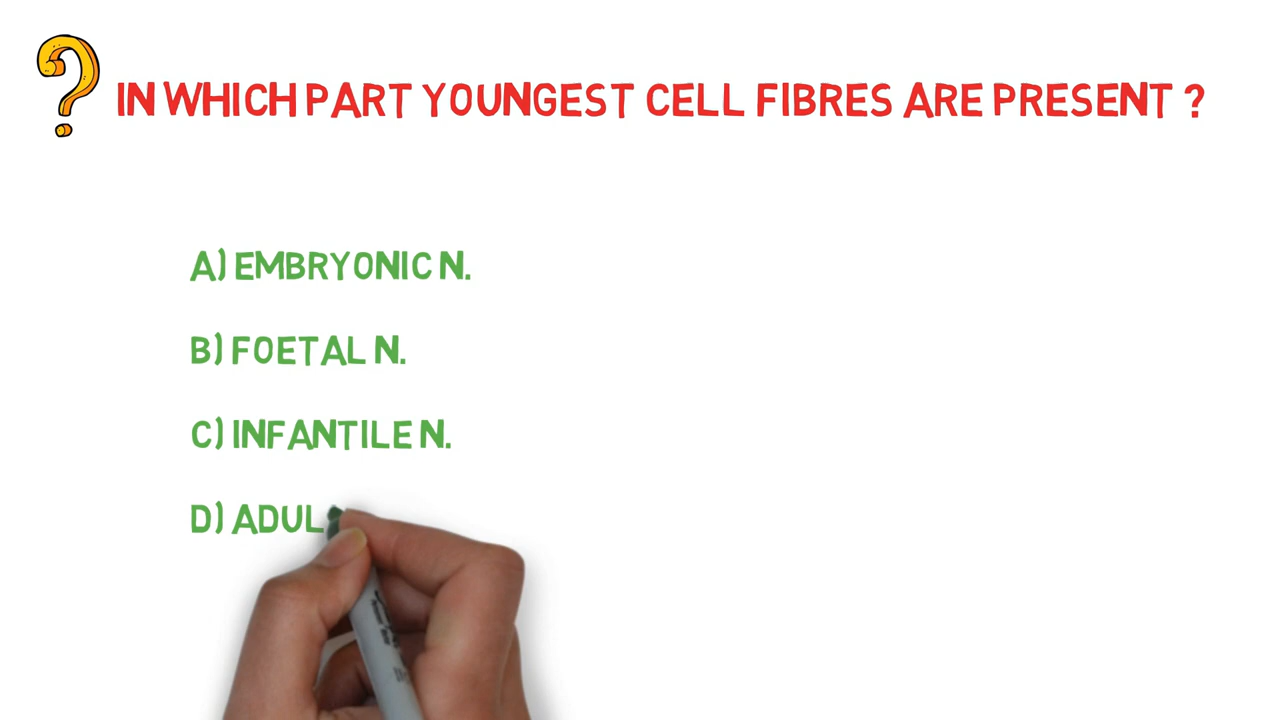 IN WHICH PART YOUNGEST CELL FIBRES ARE PRESENT ?
A) EMBRYONIC N.
B) FOETAL N.
C) INFANTILE N.
D) ADUL